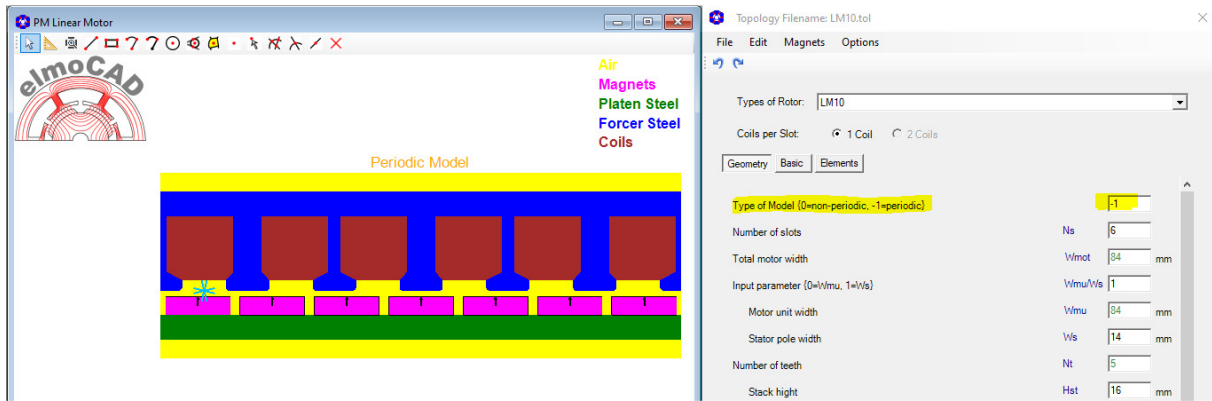 PM Linear Motor
elmoCAD
Air
Magnets
Platen Steel
Forcer Steel
Coils
Periodic Model
Topology Filename: LM10.tol
File Edit Magnets Options
Types of Rotor: LM10
Coils per Slot: 1 Coil 2 Coils
Geometry Basic Elements
Type of Model {0=non-periodic, -1=periodic} -1
Number of slots Ns 6
Total motor width Wmot 84 mm
Input parameter {0=Wmu, 1=Ws} Wmu/Ws 1
Motor unit width Wmu 84 mm
Stator pole width Ws 14 mm
Number of teeth Nt 5
Stack hight Hst 16 mm